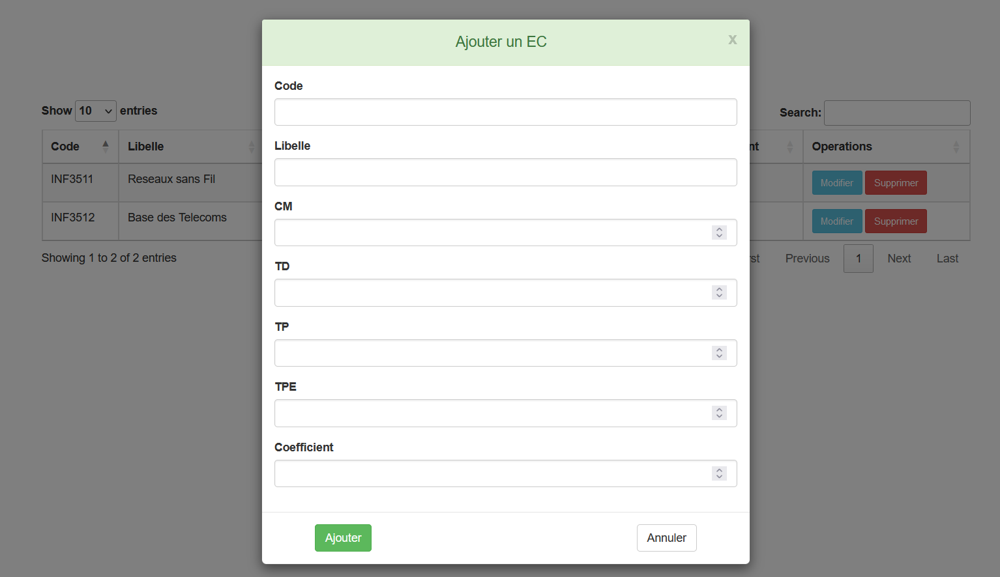 Ajouter un EC x
Code
Libelle
CM
TD
TP
TPE
Coefficient
Ajouter Annuler
Show 10 entries Search:
Code Libelle nt Operations
INF3511 Reseaux sans Fil Modifier Supprimer
INF3512 Base des Telecoms Modifier Supprimer
Showing 1 to 2 of 2 entries rst Previous 1 Next Last